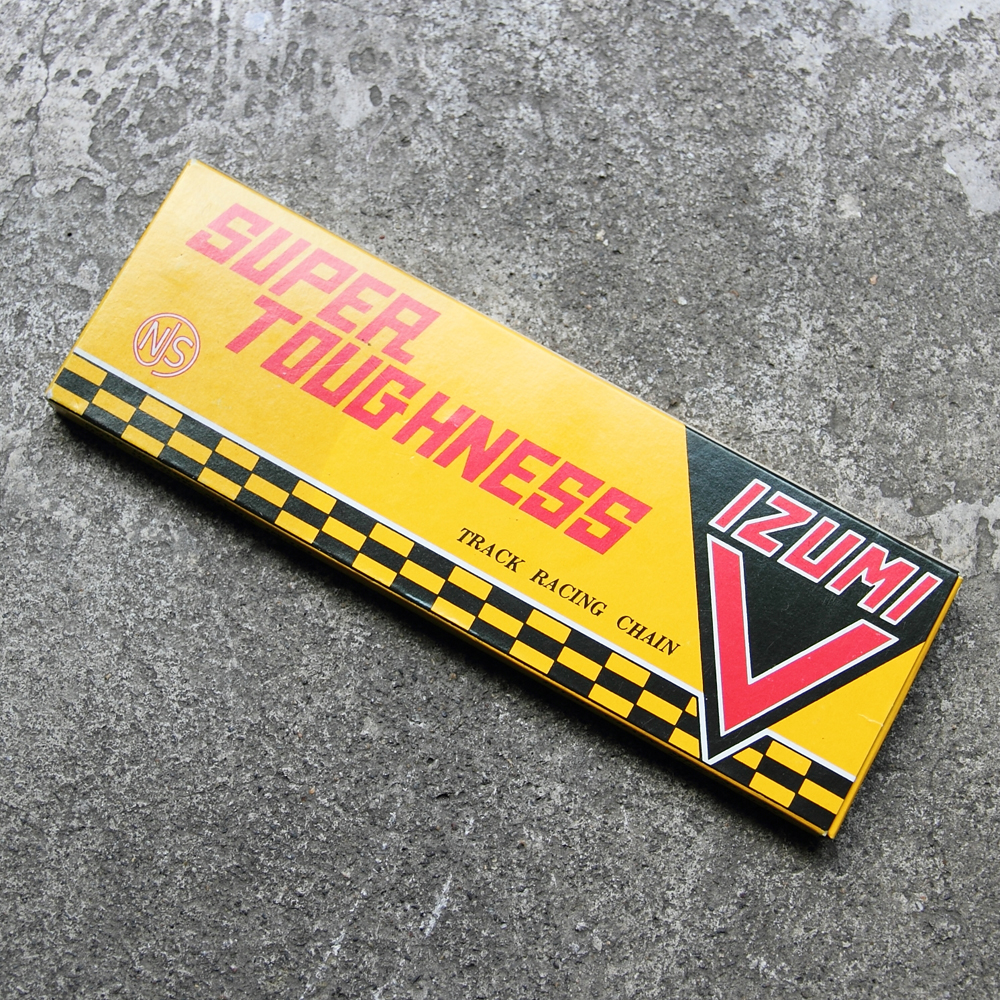 SUPER
TOUGHNESS
NJS
TRACK RACING CHAIN
IZUMI
V